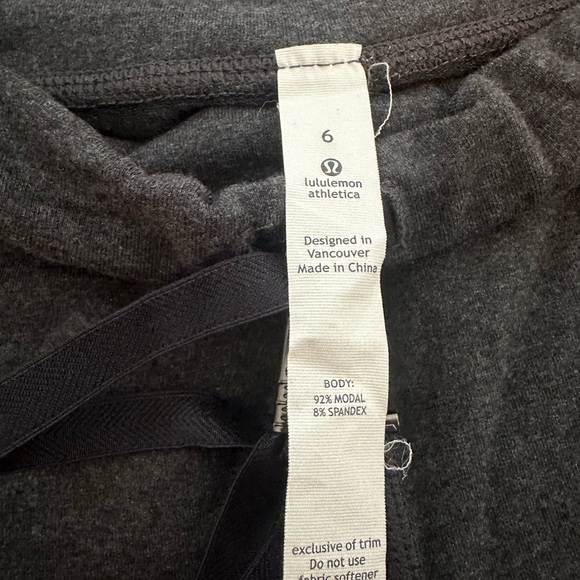 6
lululemon
athletica
Designed in
Vancouver
Made in China
BODY:
92% MODAL
8% SPANDEX
exclusive of trim
Do not use
fabric softener